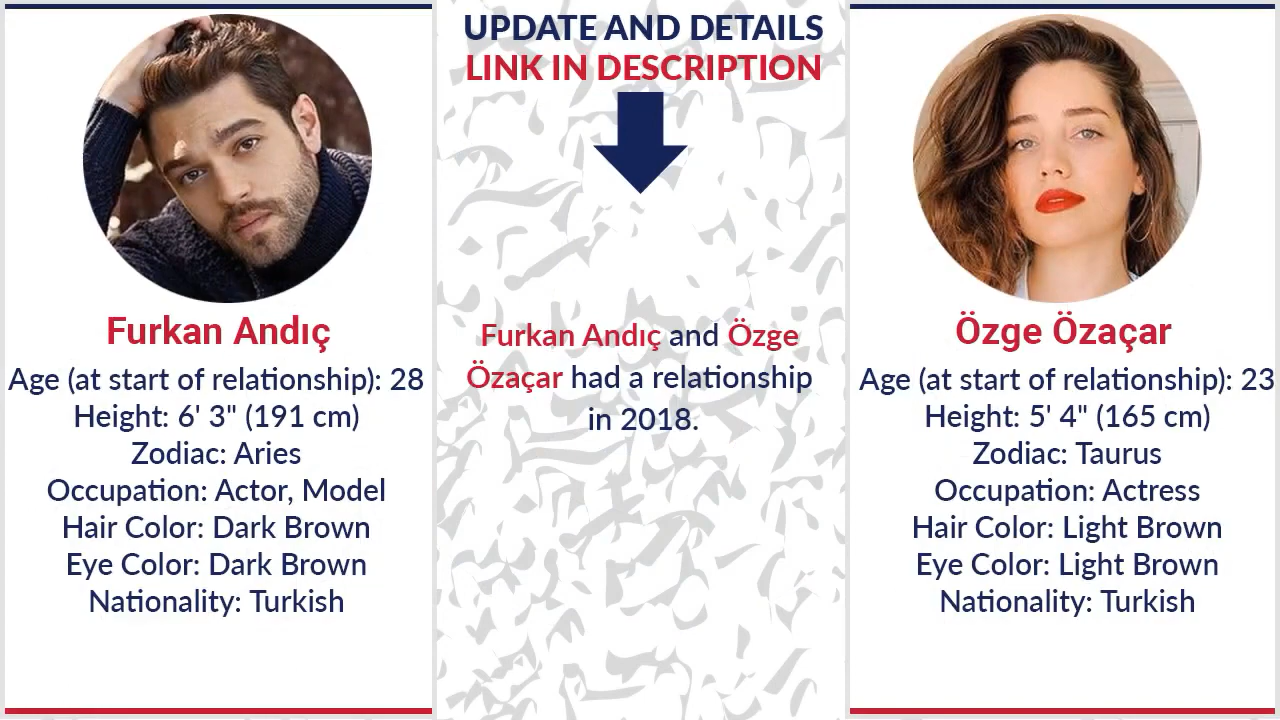 Furkan Andıç
Age (at start of relationship): 28
Height: 6' 3" (191 cm)
Zodiac: Aries
Occupation: Actor, Model
Hair Color: Dark Brown
Eye Color: Dark Brown
Nationality: Turkish
UPDATE AND DETAILS
LINK IN DESCRIPTION
Furkan Andıç and Özge
Özaçar had a relationship
in 2018.
Özge Özaçar
Age (at start of relationship): 23
Height: 5' 4" (165 cm)
Zodiac: Taurus
Occupation: Actress
Hair Color: Light Brown
Eye Color: Light Brown
Nationality: Turkish